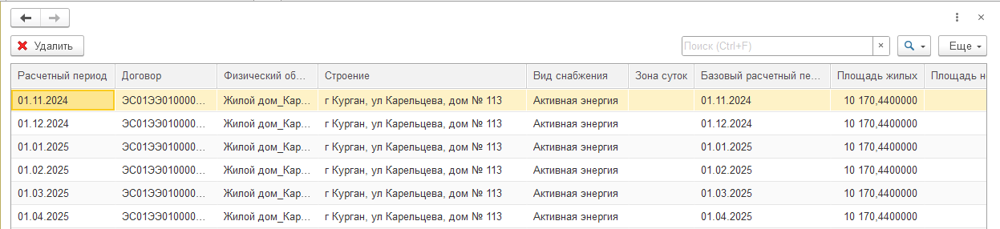 Удалить Поиск (Ctrl+F) × Еще
Расчетный период Договор Физический об... Строение Вид снабжения Зона суток Базовый расчетный пе... Площадь жилых Площадь н
01.11.2024 ЭС01ЭЭ010000... Жилой дом_Кар... г Курган, ул Карельцева, дом № 113 Активная энергия 01.11.2024 10 170,4400000
01.12.2024 ЭС01ЭЭ010000... Жилой дом_Кар... г Курган, ул Карельцева, дом № 113 Активная энергия 01.12.2024 10 170,4400000
01.01.2025 ЭС01ЭЭ010000... Жилой дом_Кар... г Курган, ул Карельцева, дом № 113 Активная энергия 01.01.2025 10 170,4400000
01.02.2025 ЭС01ЭЭ010000... Жилой дом_Кар... г Курган, ул Карельцева, дом № 113 Активная энергия 01.02.2025 10 170,4400000
01.03.2025 ЭС01ЭЭ010000... Жилой дом_Кар... г Курган, ул Карельцева, дом № 113 Активная энергия 01.03.2025 10 170,4400000
01.04.2025 ЭС01ЭЭ010000... Жилой дом_Кар... г Курган, ул Карельцева, дом № 113 Активная энергия 01.04.2025 10 170,4400000